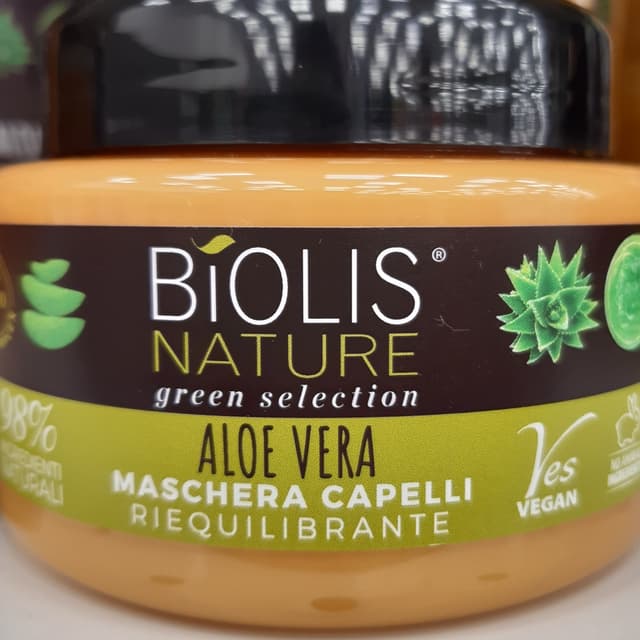 BiOLIS®
NATURE
green selection
98%
ALOE VERA
MASCHERA CAPELLI
RIEQUILIBRANTE
Yes
VEGAN